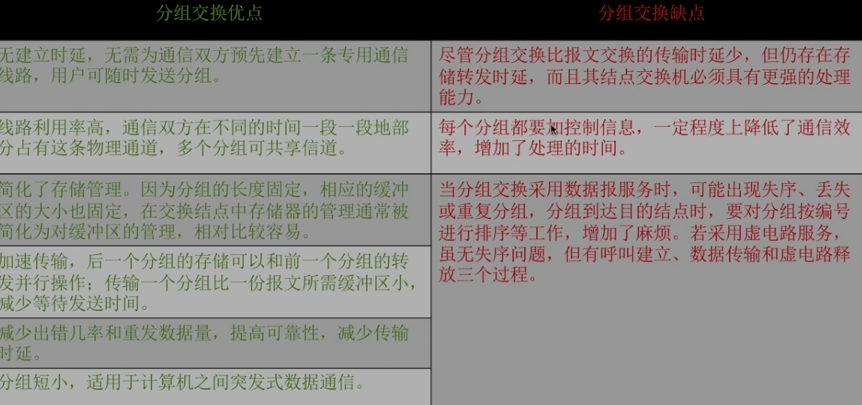 分组交换优点
无建立时延，无需为通信双方预先建立一条专用通信
线路，用户可随时发送分组。
线路利用率高，通信双方在不同的时间一段一段地部
分占有这条物理通道，多个分组可共享信道。
简化了存储管理。因为分组的长度固定，相应的缓冲
区的大小也固定，在交换结点中存储器的管理通常被
简化为对缓冲区的管理，相对比较容易。
加速传输，后一个分组的存储可以和前一个分组的转
发并行操作；传输一个分组比一份报文所需缓冲区小，
减少等待发送时间。
减少出错几率和重发数据量，提高可靠性，减少传输
时延。
分组短小，适用于计算机之间突发式数据通信。
分组交换缺点
尽管分组交换比报文交换的传输时延少，但仍存在存
储转发时延，而且其结点交换机必须具有更强的处理
能力。
每个分组都要加控制信息，一定程度上降低了通信效
率，增加了处理的时间。
当分组交换采用数据报服务时，可能出现失序、丢失
或重复分组，分组到达目的结点时，要对分组按编号
进行排序等工作，增加了麻烦。若采用虚电路服务，
虽无失序问题，但有呼叫建立、数据传输和虚电路释
放三个过程。